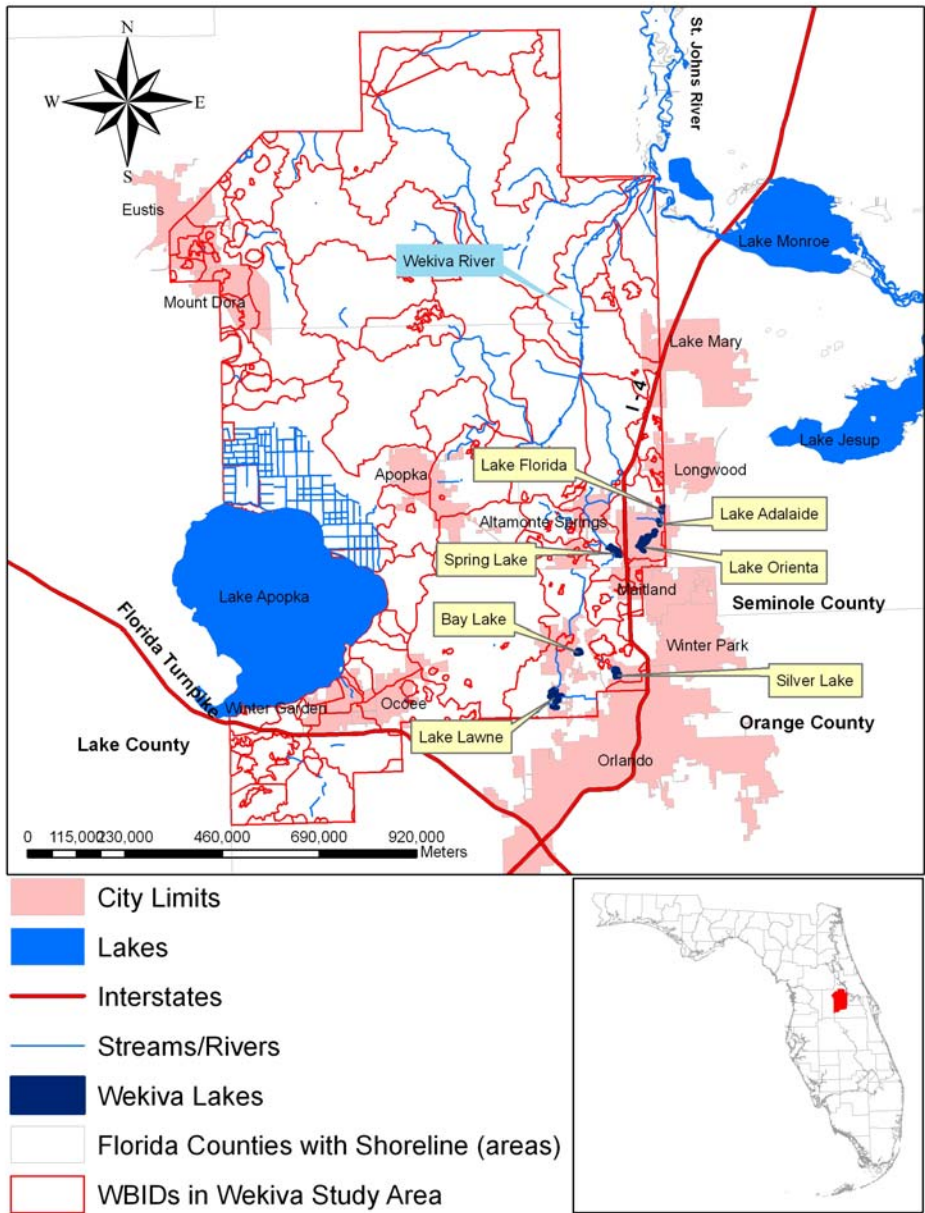 N
W
E
S
St. Johns River
Eustis
Lake Monroe
Wekiva River
Mount Dora
Lake Mary
I - 4
Lake Jesup
Lake Florida
Longwood
Apopka
Lake Adalaide
Altamonte Springs
Spring Lake
Lake Orienta
Lake Apopka
Maitland
Seminole County
Bay Lake
Winter Park
Florida Turnpike
Silver Lake
Winter Garden
Ocoee
Orange County
Lake County
Lake Lawne
Orlando
0 115,000 230,000 460,000 690,000 920,000
Meters
City Limits
Lakes
Interstates
Streams/Rivers
Wekiva Lakes
Florida Counties with Shoreline (areas)
WBIDs in Wekiva Study Area